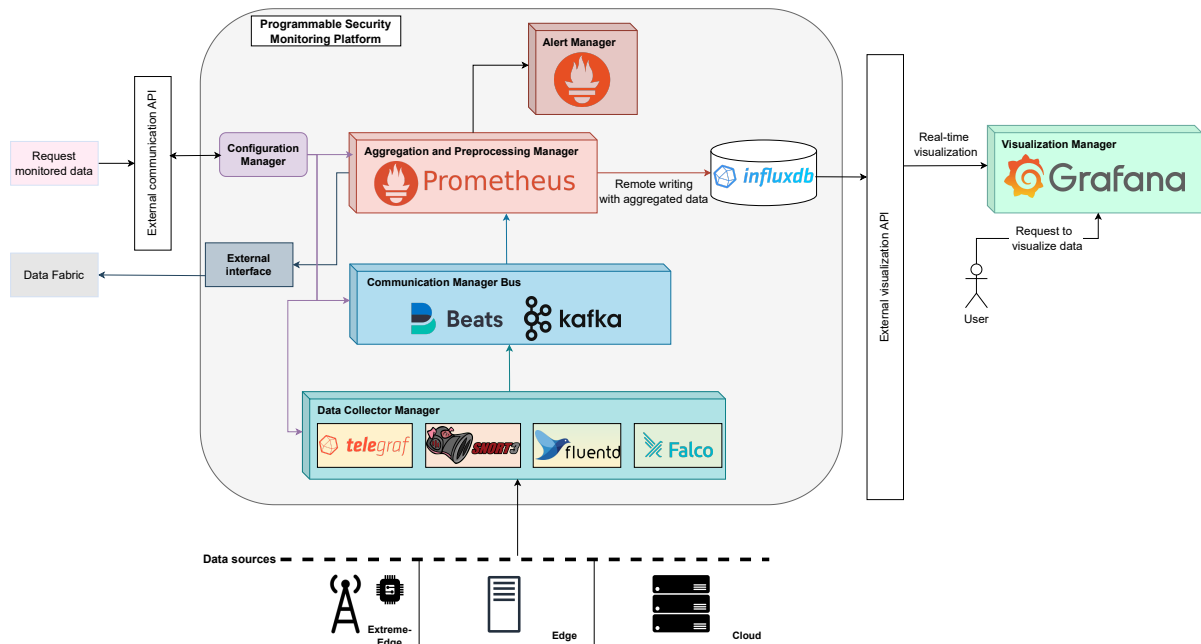 Programmable Security
Monitoring Platform
Alert Manager
External communication API
Request
monitored data
Configuration
Manager
Aggregation and Preprocessing Manager
Prometheus
Remote writing
with aggregated data
influxdb
External visualization API
Real-time
visualization
Visualization Manager
Grafana
Request to
visualize data
User
Data Fabric
External
interface
Communication Manager Bus
Beats
kafka
Data Collector Manager
telegraf
SNORT3
fluentd
Falco
Data sources
Extreme-
Edge
Edge
Cloud